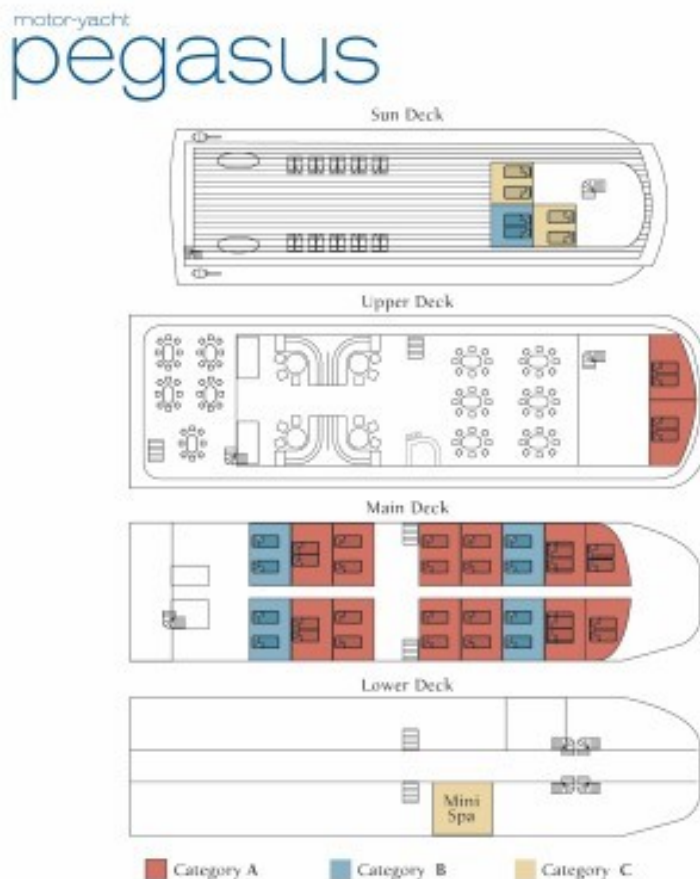 motor-yacht
pegasus
Sun Deck
Upper Deck
Main Deck
Lower Deck
Mini
Spa
Category A
Category B
Category C